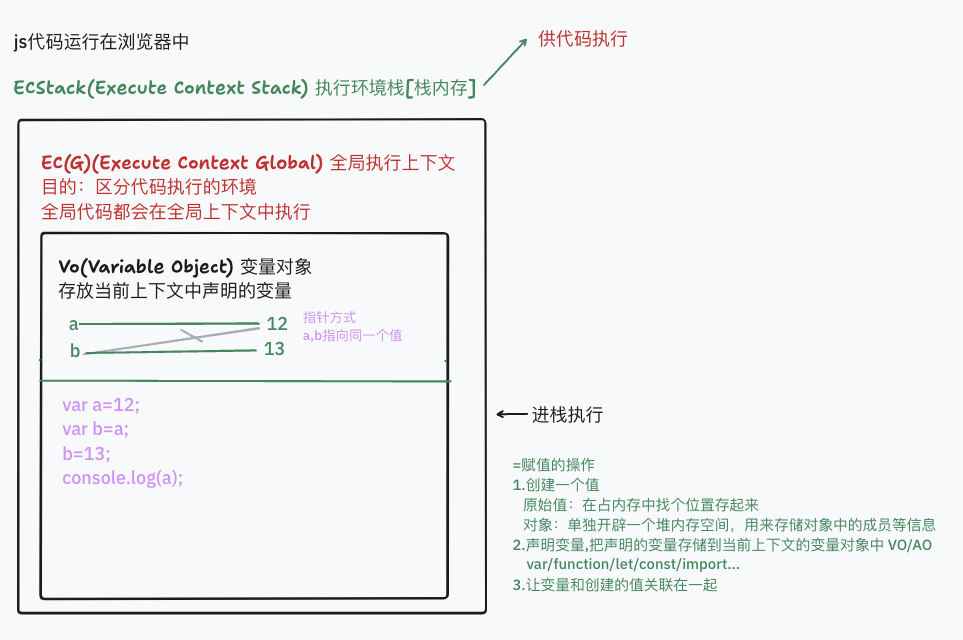 js代码运行在浏览器中
供代码执行
ECStack(Execute Context Stack) 执行环境栈[栈内存]
EC(G)(Execute Context Global) 全局执行上下文
目的：区分代码执行的环境
全局代码都会在全局上下文中执行
Vo(Variable Object) 变量对象
存放当前上下文中声明的变量
a 12
指针方式
a,b指向同一个值
b 13
var a=12;
var b=a;
b=13;
console.log(a);
进栈执行
=赋值的操作
1.创建一个值
原始值：在占内存中找个位置存起来
对象：单独开辟一个堆内存空间，用来存储对象中的成员等信息
2.声明变量,把声明的变量存储到当前上下文的变量对象中 VO/AO
var/function/let/const/import...
3.让变量和创建的值关联在一起